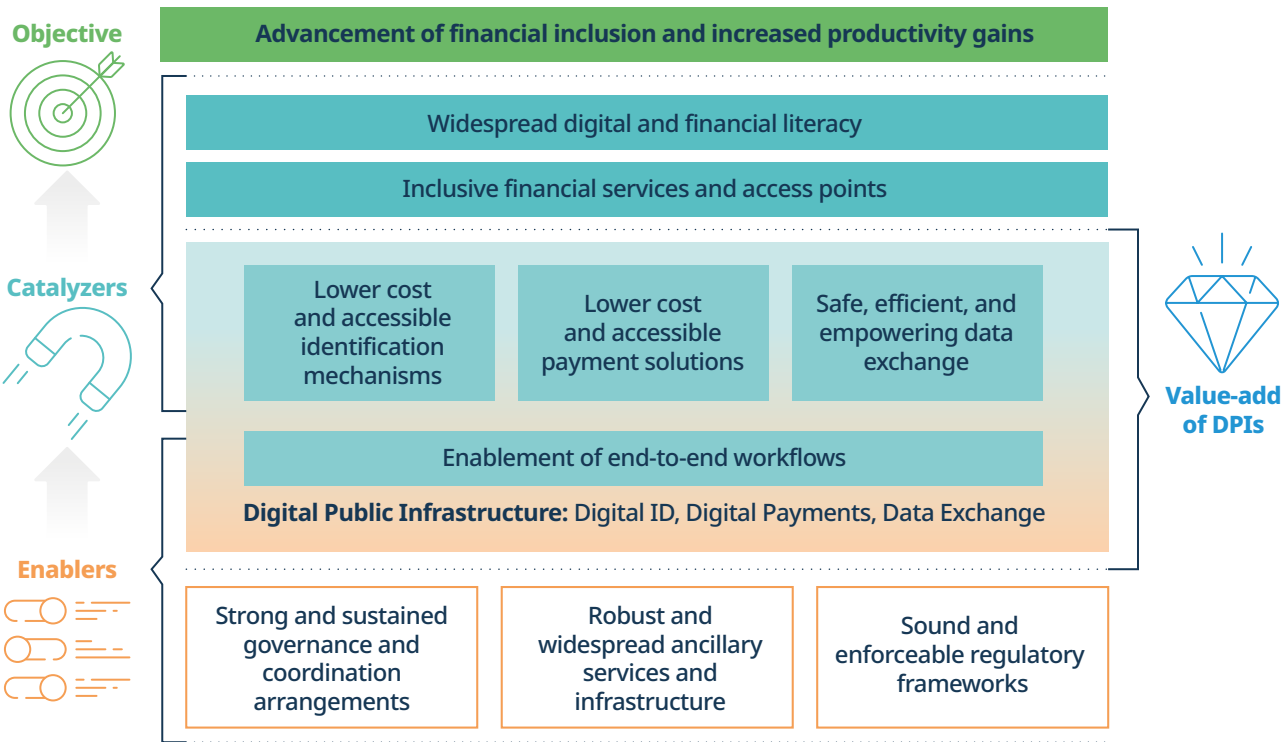 Objective
Advancement of financial inclusion and increased productivity gains
Widespread digital and financial literacy
Inclusive financial services and access points
Catalyzers
Lower cost
and accessible
identification
mechanisms
Lower cost
and accessible
payment solutions
Safe, efficient, and
empowering data
exchange
Value-add
of DPIs
Enablement of end-to-end workflows
Digital Public Infrastructure: Digital ID, Digital Payments, Data Exchange
Enablers
Strong and sustained
governance and
coordination
arrangements
Robust and
widespread ancillary
services and
infrastructure
Sound and
enforceable regulatory
frameworks